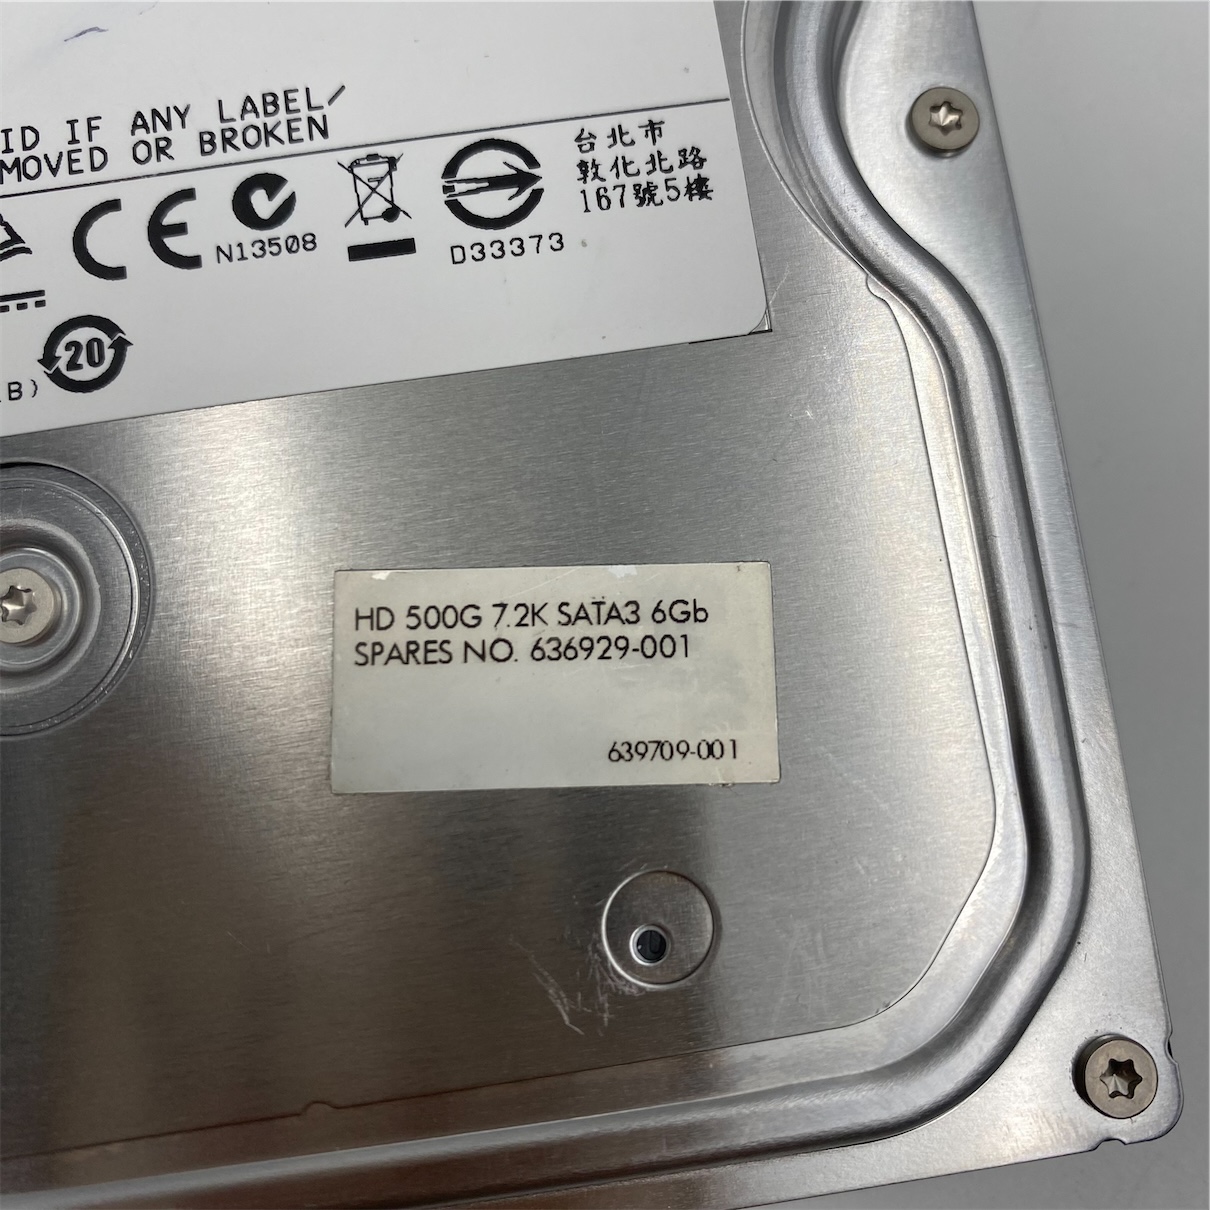 ID IF ANY LABEL/
MOVED OR BROKEN
CE
N13508
D33373
台北市
敦化北路
167號5樓
20
B)
HD 500G 7.2K SATA3 6Gb
SPARES NO. 636929-001
639709-001